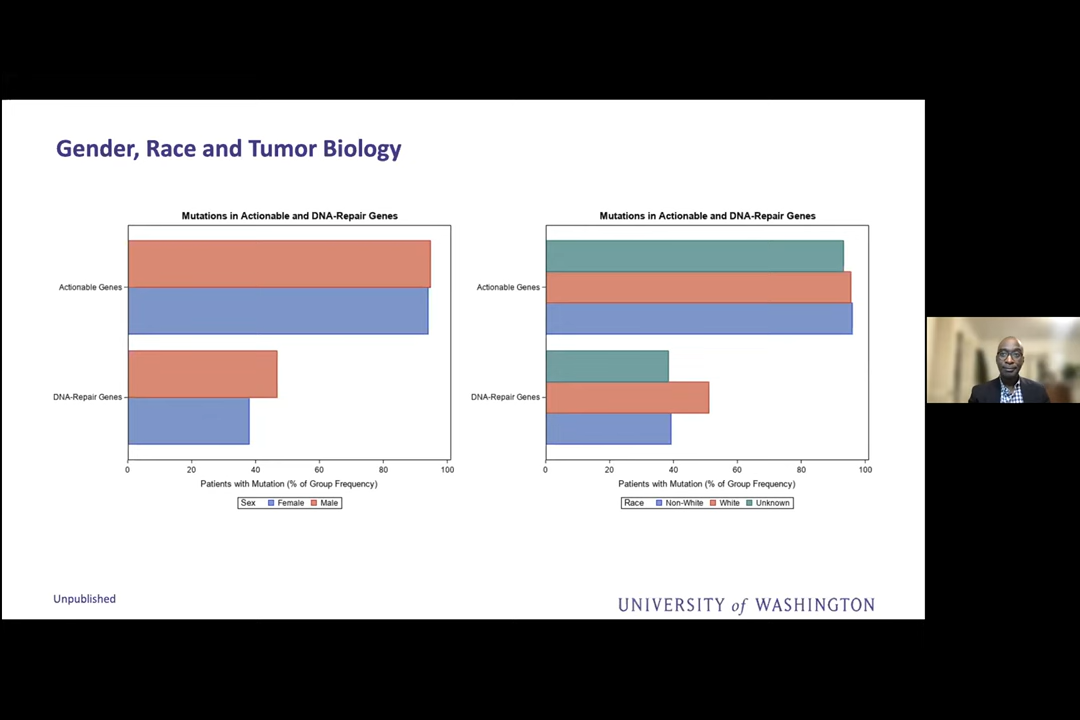 Gender, Race and Tumor Biology
Mutations in Actionable and DNA-Repair Genes
Actionable Genes
DNA-Repair Genes
0 20 40 60 80 100
Patients with Mutation (% of Group Frequency)
Sex Female Male
Mutations in Actionable and DNA-Repair Genes
Actionable Genes
DNA-Repair Genes
0 20 40 60 80 100
Patients with Mutation (% of Group Frequency)
Race Non-White White Unknown
Unpublished
UNIVERSITY of WASHINGTON